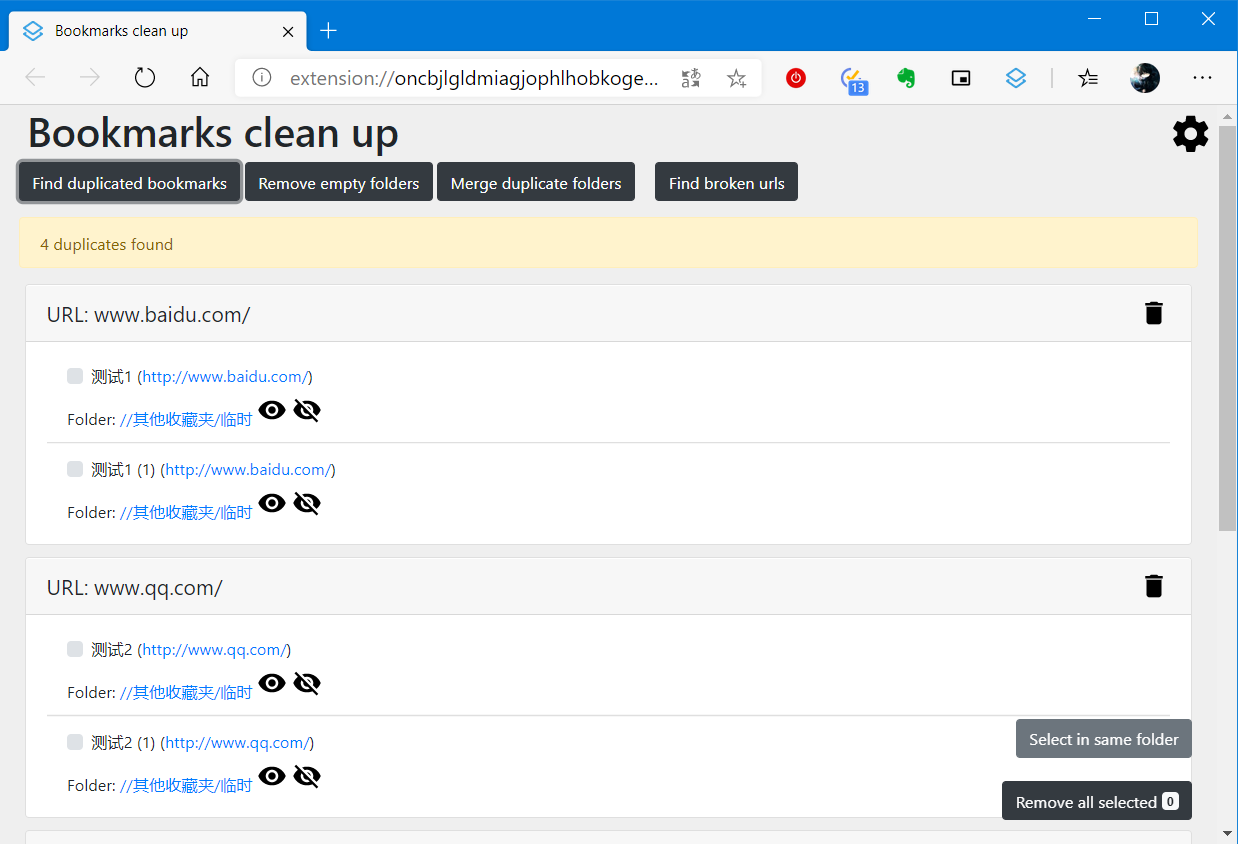 Bookmarks clean up
extension://oncbjlgldmiagjophlhobkoge...
13
Bookmarks clean up
Find duplicated bookmarks Remove empty folders Merge duplicate folders Find broken urls
4 duplicates found
URL: www.baidu.com/
测试1 (http://www.baidu.com/)
Folder: //其他收藏夹/临时
测试1 (1) (http://www.baidu.com/)
Folder: //其他收藏夹/临时
URL: www.qq.com/
测试2 (http://www.qq.com/)
Folder: //其他收藏夹/临时
测试2 (1) (http://www.qq.com/)
Select in same folder
Folder: //其他收藏夹/临时
Remove all selected 0